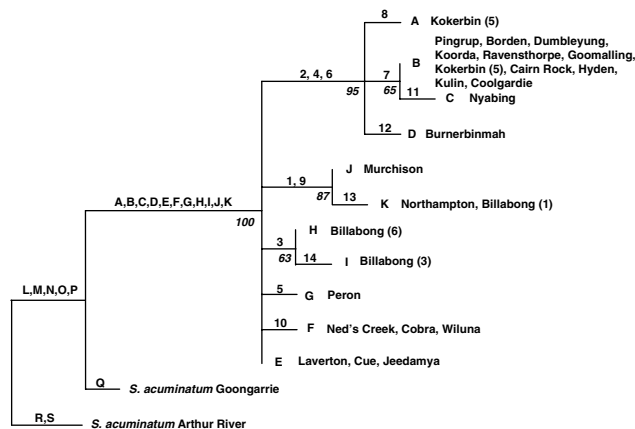 8
A Kokerbin (5)
Pingrup, Borden, Dumbleyung,
Koorda, Ravensthorpe, Goomalling,
B Kokerbin (5), Cairn Rock, Hyden,
Kulin, Coolgardie
2, 4, 6
7
95
65
11
C Nyabing
12
D Burnerbinmah
J Murchison
1, 9
87
13
K Northampton, Billabong (1)
A,B,C,D,E,F,G,H,I,J,K
100
H Billabong (6)
3
63
14
I Billabong (3)
5
G Peron
L,M,N,O,P
10
F Ned's Creek, Cobra, Wiluna
E Laverton, Cue, Jeedamya
Q
S. acuminatum Goongarrie
R,S
S. acuminatum Arthur River